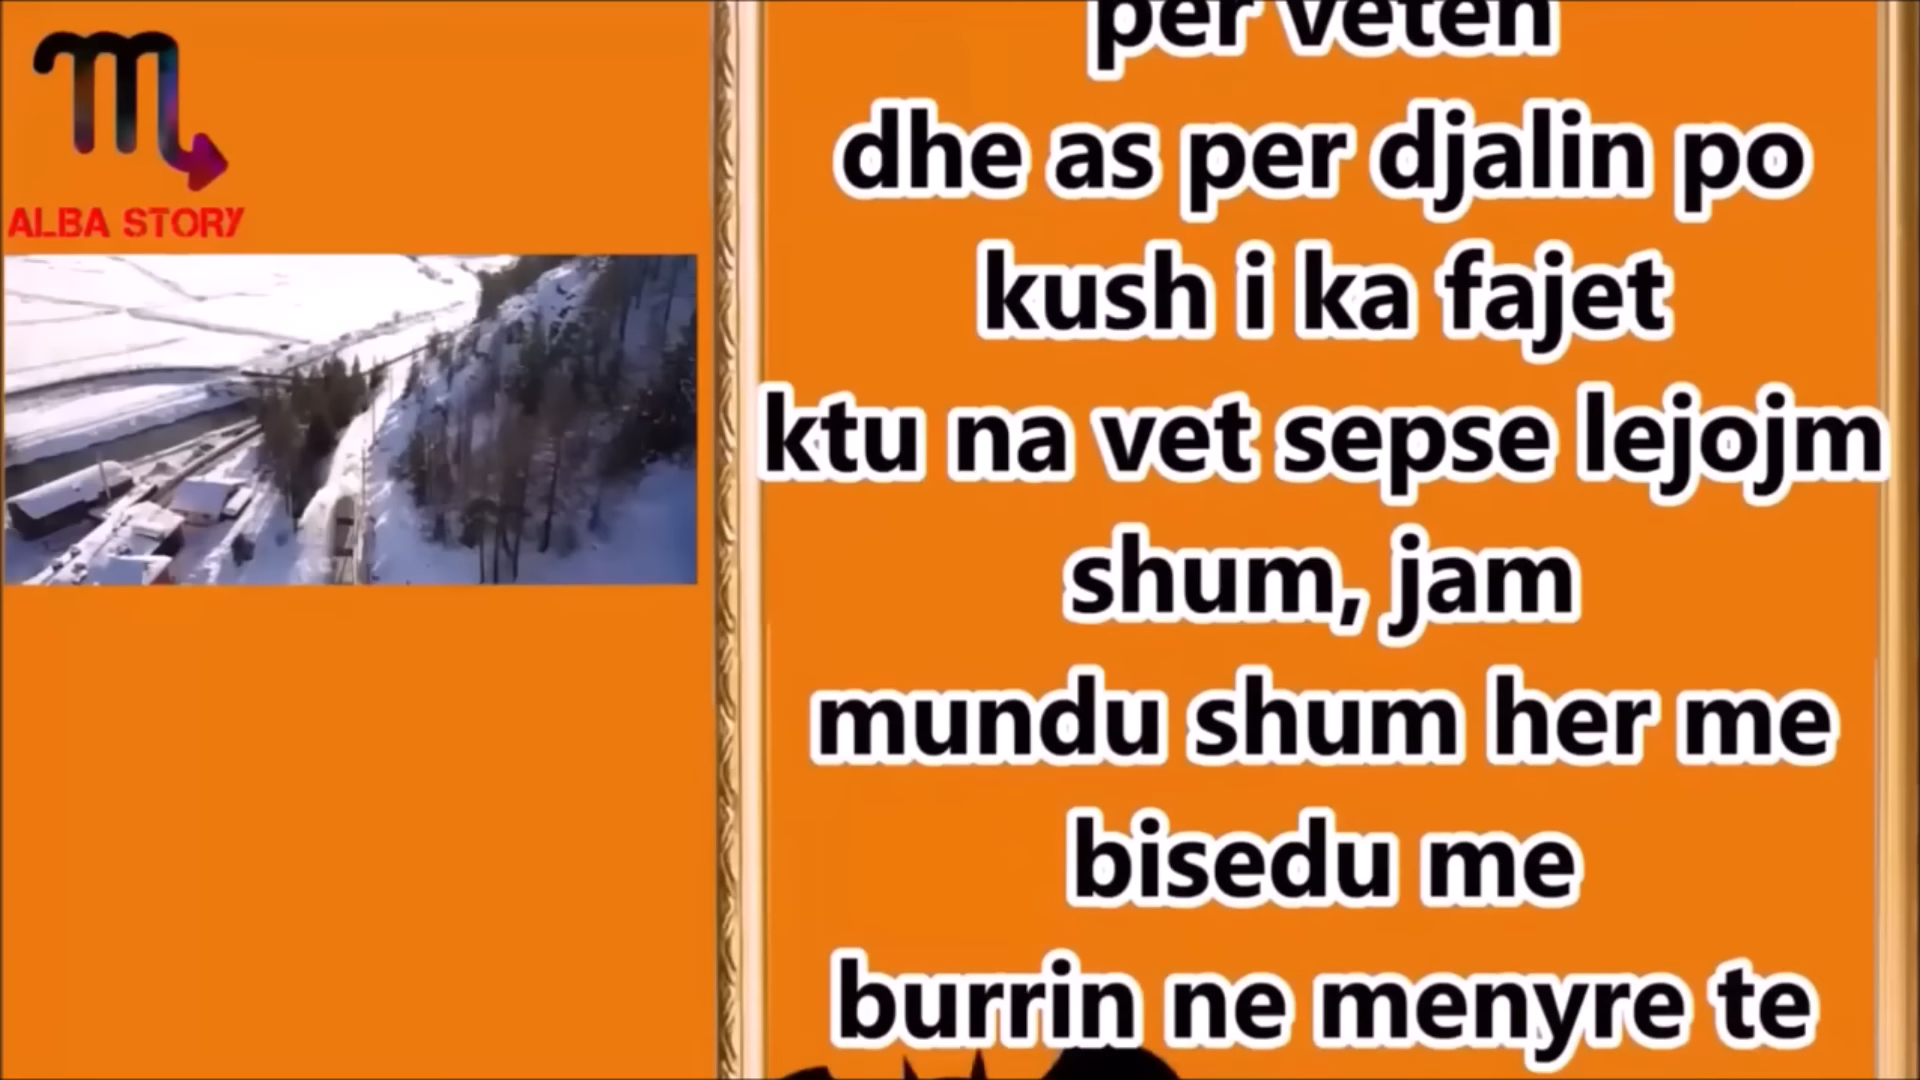 ALBA STORY
per veten
dhe as per djalin po
kush i ka fajet
ktu na vet sepse lejojm
shum, jam
mundu shum her me
bisedu me
burrin ne menyre te